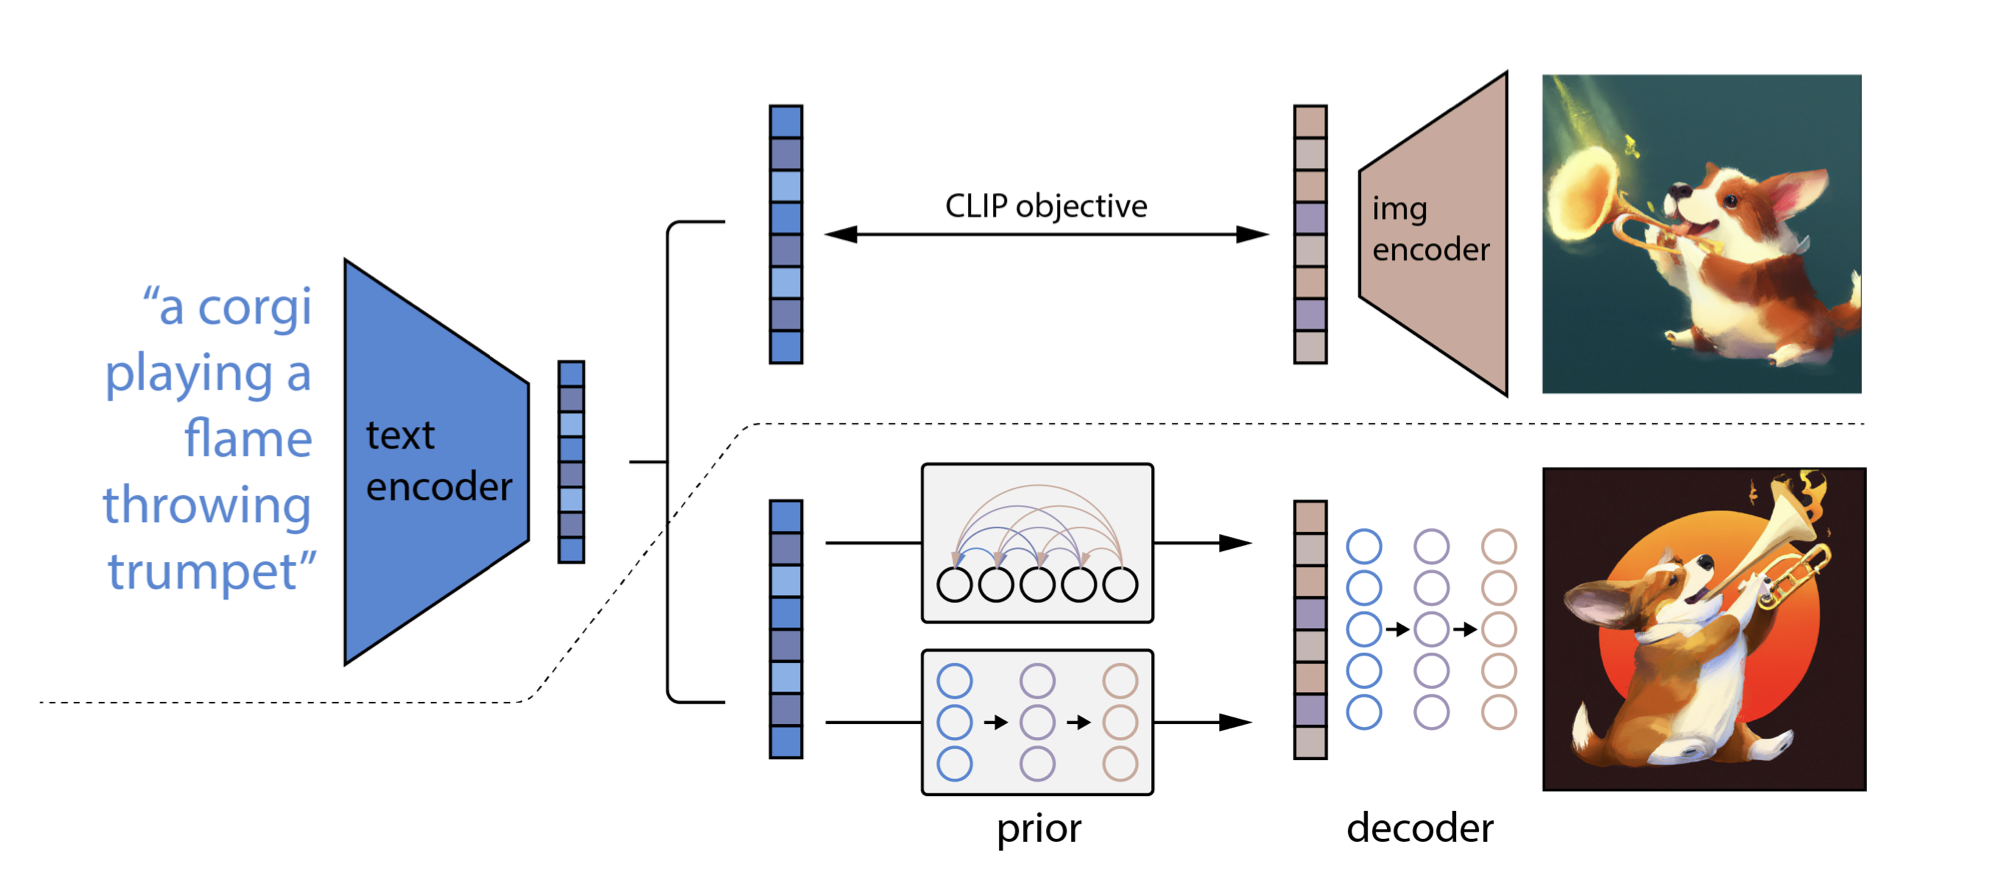 “a corgi
playing a
flame
throwing
trumpet”
text
encoder
CLIP objective
img
encoder
prior
decoder